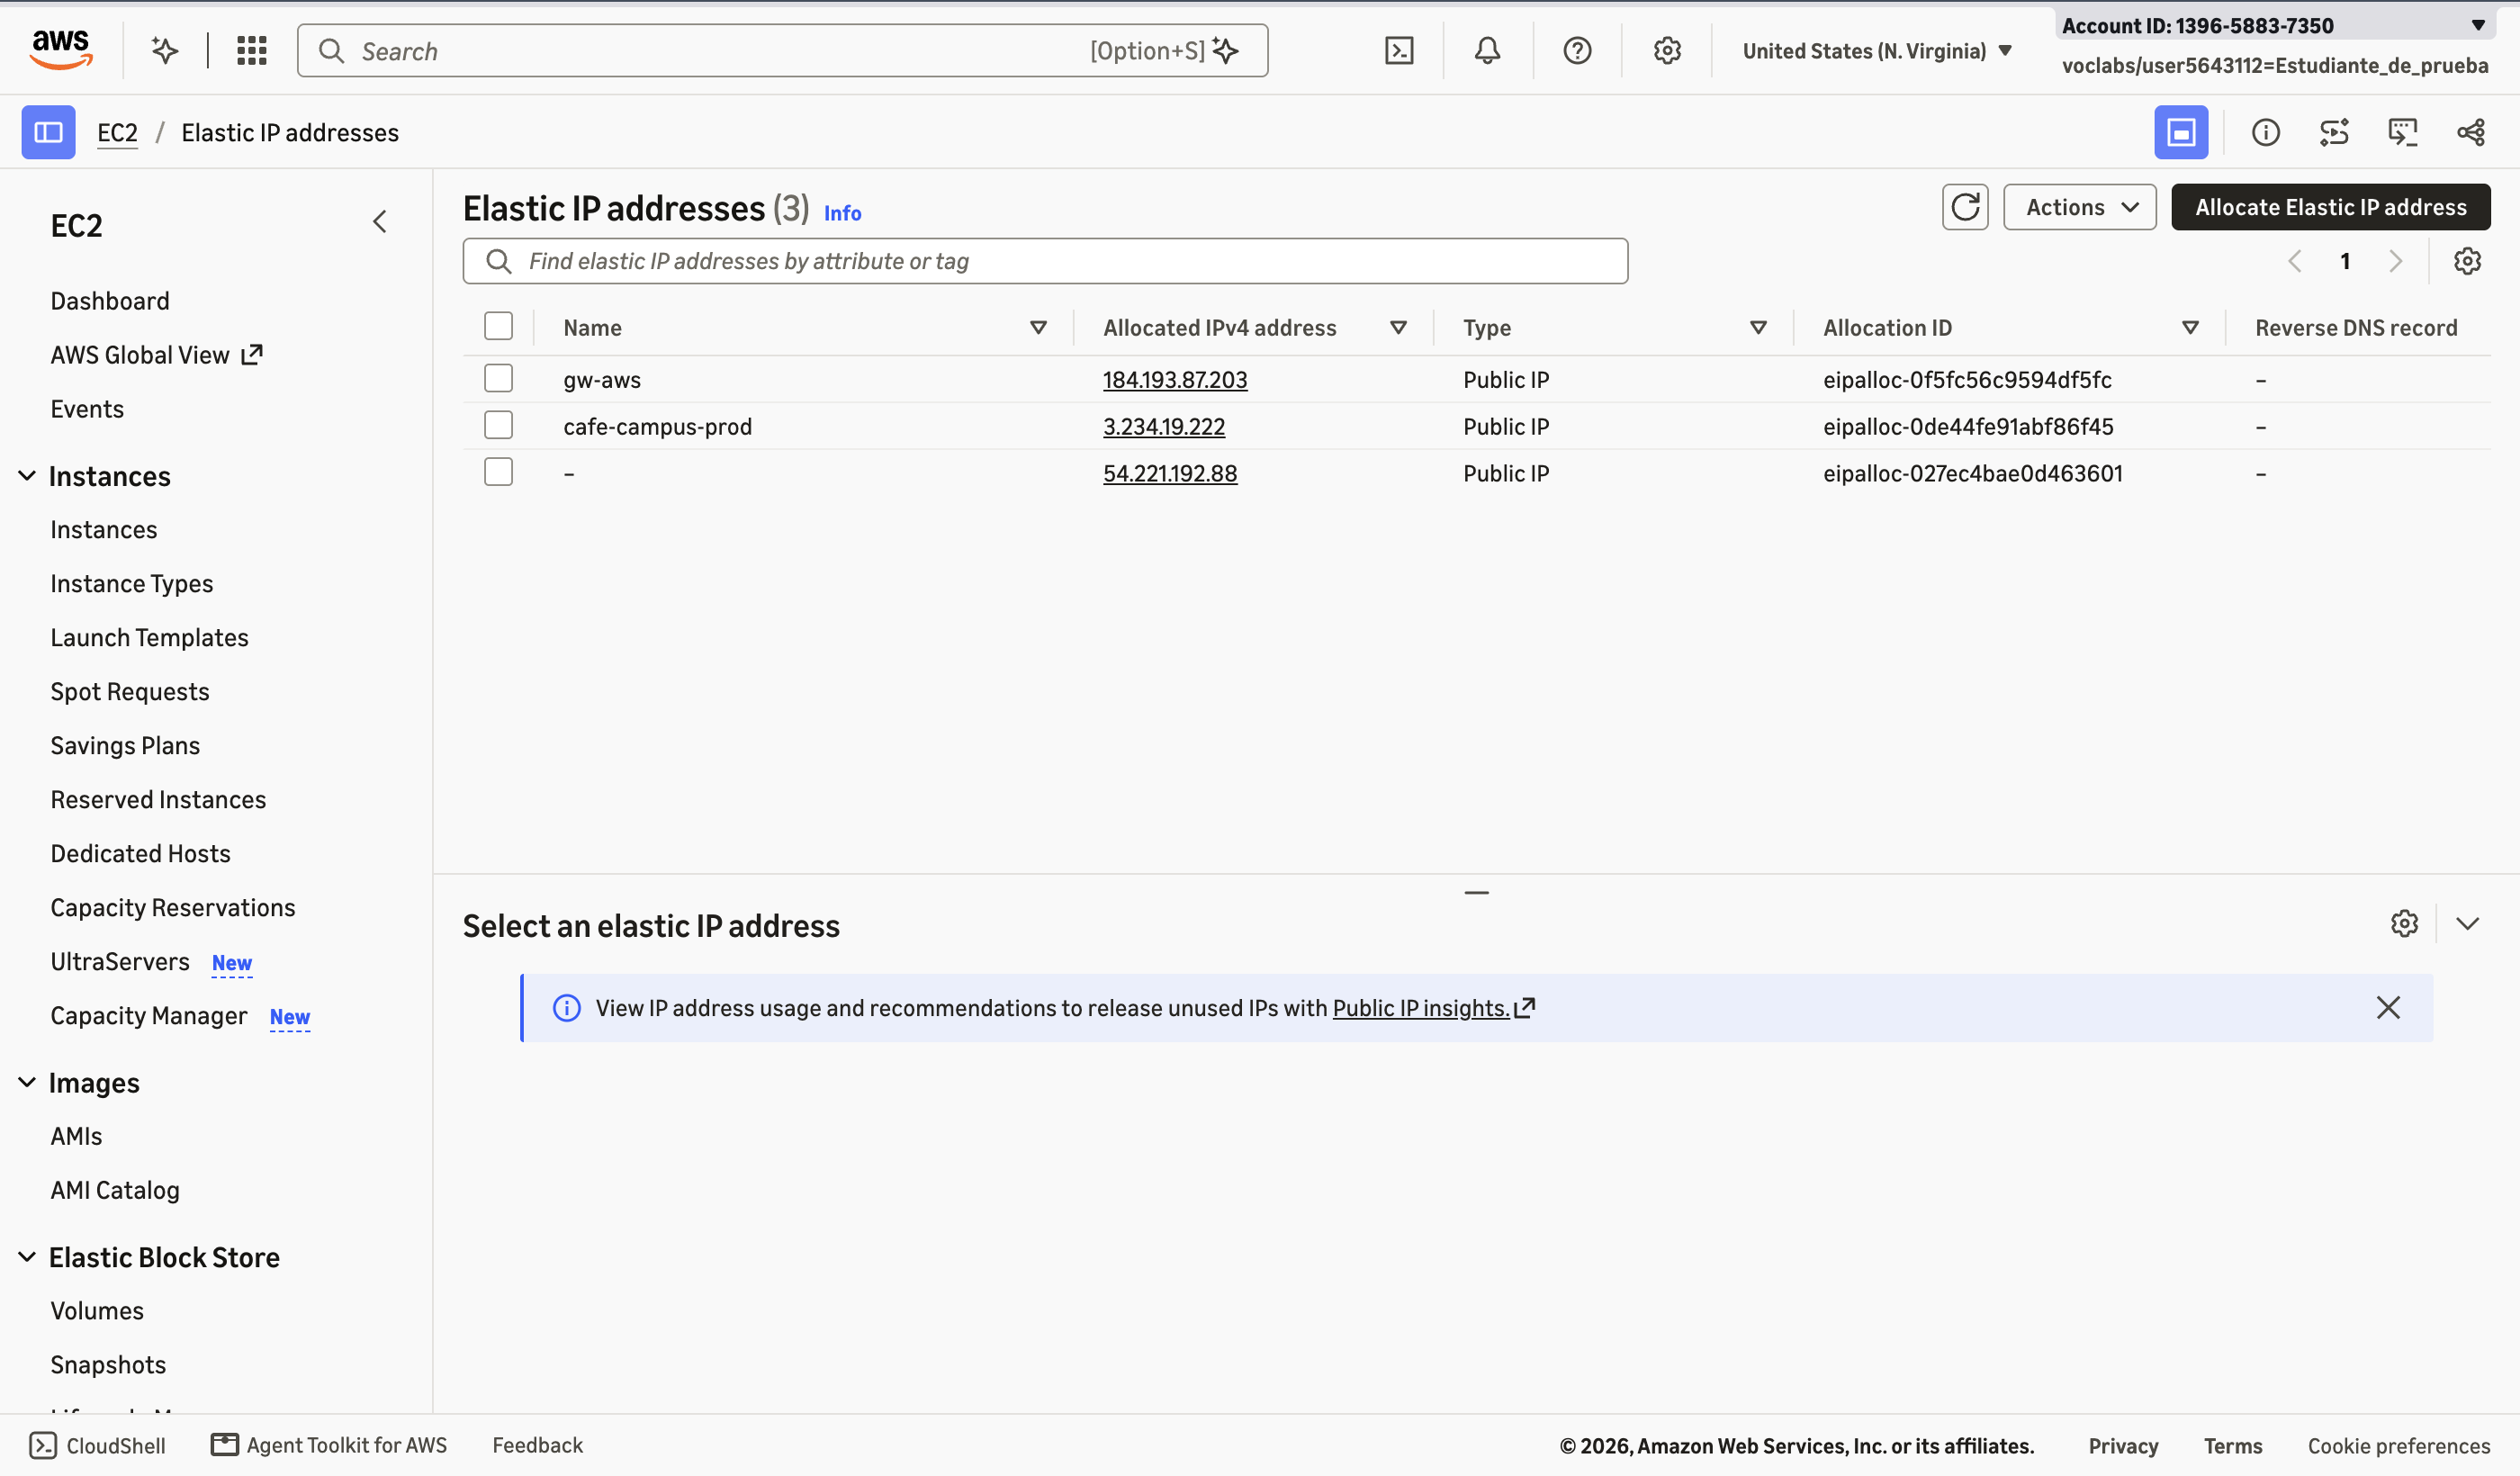 aws
Search [Option+S]
United States (N. Virginia)
Account ID: 1396-5883-7350
voclabs/user5643112=Estudiante_de_prueba
EC2 / Elastic IP addresses
EC2
Dashboard
AWS Global View
Events
Instances
Instances
Instance Types
Launch Templates
Spot Requests
Savings Plans
Reserved Instances
Dedicated Hosts
Capacity Reservations
UltraServers New
Capacity Manager New
Images
AMIs
AMI Catalog
Elastic Block Store
Volumes
Snapshots
Elastic IP addresses (3) Info
Actions
Allocate Elastic IP address
Find elastic IP addresses by attribute or tag
1
Name Allocated IPv4 address Type Allocation ID Reverse DNS record
gw-aws 184.193.87.203 Public IP eipalloc-0f5fc56c9594df5fc –
cafe-campus-prod 3.234.19.222 Public IP eipalloc-0de44fe91abf86f45 –
– 54.221.192.88 Public IP eipalloc-027ec4bae0d463601 –
Select an elastic IP address
View IP address usage and recommendations to release unused IPs with Public IP insights.
CloudShell Agent Toolkit for AWS Feedback
© 2026, Amazon Web Services, Inc. or its affiliates. Privacy Terms Cookie preferences